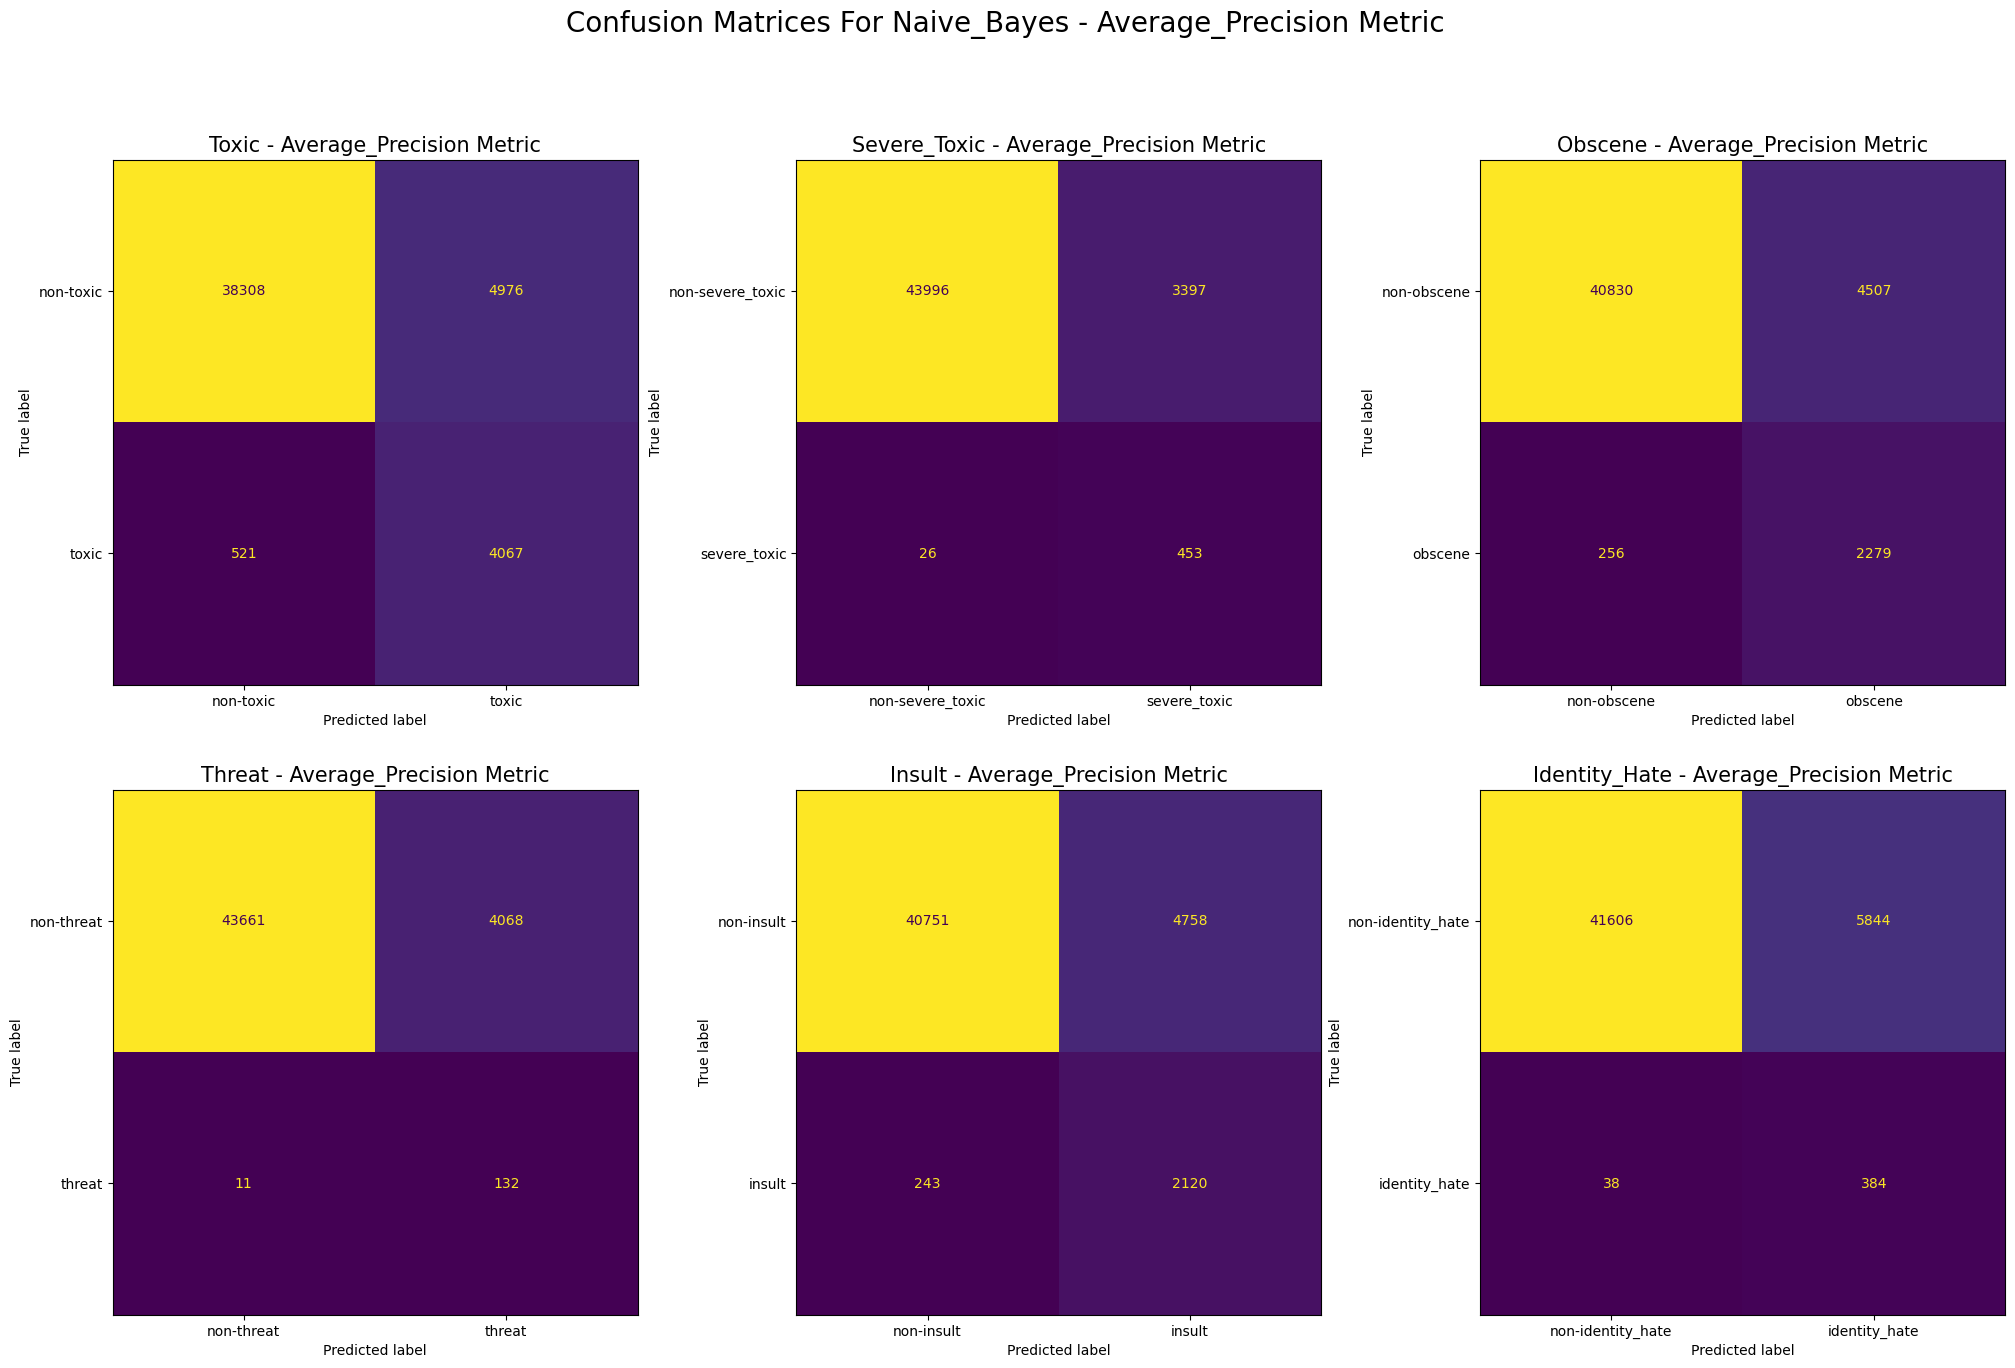 Confusion Matrices For Naive_Bayes - Average_Precision Metric
Toxic - Average_Precision Metric
True label
non-toxic
38308
4976
toxic
521
4067
non-toxic
toxic
Predicted label
Severe_Toxic - Average_Precision Metric
True label
non-severe_toxic
43996
3397
severe_toxic
26
453
non-severe_toxic
severe_toxic
Predicted label
Obscene - Average_Precision Metric
True label
non-obscene
40830
4507
obscene
256
2279
non-obscene
obscene
Predicted label
Threat - Average_Precision Metric
True label
non-threat
43661
4068
threat
11
132
non-threat
threat
Predicted label
Insult - Average_Precision Metric
True label
non-insult
40751
4758
insult
243
2120
non-insult
insult
Predicted label
Identity_Hate - Average_Precision Metric
True label
non-identity_hate
41606
5844
identity_hate
38
384
non-identity_hate
identity_hate
Predicted label